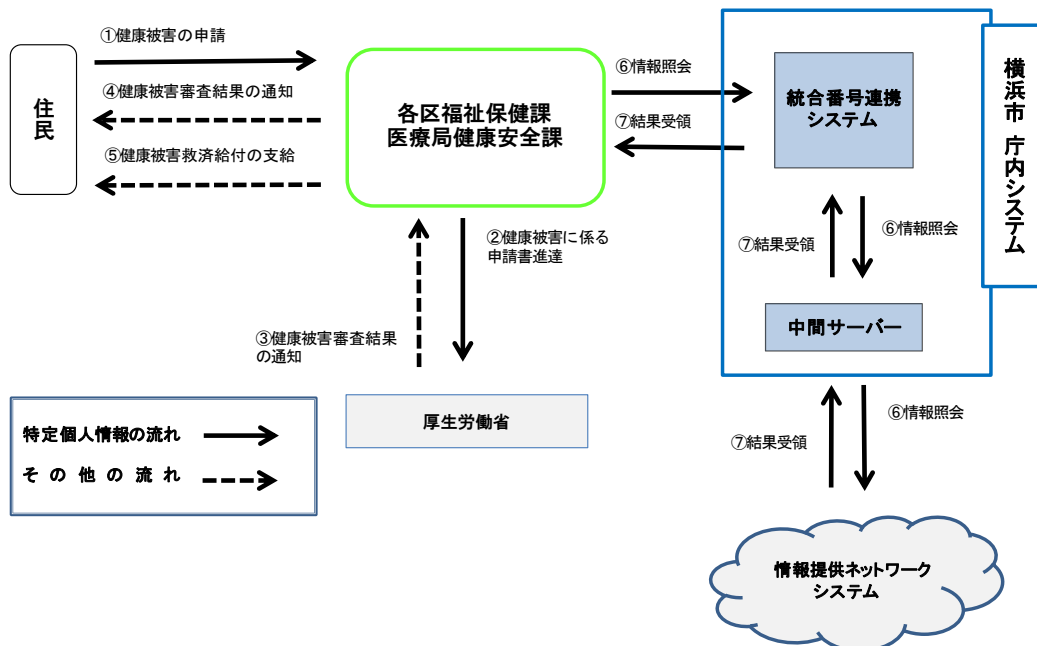 ①健康被害の申請
住民
④健康被害審査結果の通知
⑤健康被害救済給付の支給
各区福祉保健課
医療局健康安全課
⑥情報照会
⑦結果受領
統合番号連携
システム
横浜市 庁内システム
⑦結果受領
⑥情報照会
中間サーバー
②健康被害に係る
申請書進達
③健康被害審査結果
の通知
厚生労働省
特定個人情報の流れ
その他の流れ
⑥情報照会
⑦結果受領
情報提供ネットワーク
システム